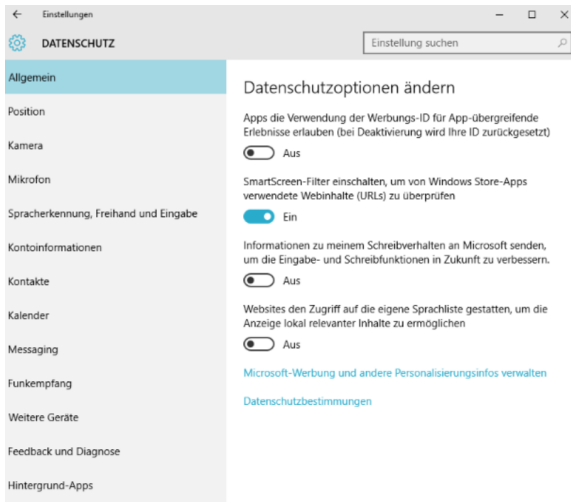 Einstellungen
DATENSCHUTZ
Einstellung suchen
Allgemein
Position
Kamera
Mikrofon
Spracherkennung, Freihand und Eingabe
Kontoinformationen
Kontakte
Kalender
Messaging
Funkempfang
Weitere Geräte
Feedback und Diagnose
Hintergrund-Apps
Datenschutzoptionen ändern
Apps die Verwendung der Werbungs-ID für App-übergreifende
Erlebnisse erlauben (bei Deaktivierung wird Ihre ID zurückgesetzt)
Aus
SmartScreen-Filter einschalten, um von Windows Store-Apps
verwendete Webinhalte (URLs) zu überprüfen
Ein
Informationen zu meinem Schreibverhalten an Microsoft senden,
um die Eingabe- und Schreibfunktionen in Zukunft zu verbessern.
Aus
Websites den Zugriff auf die eigene Sprachliste gestatten, um die
Anzeige lokal relevanter Inhalte zu ermöglichen
Aus
Microsoft-Werbung und andere Personalisierungsinfos verwalten
Datenschutzbestimmungen